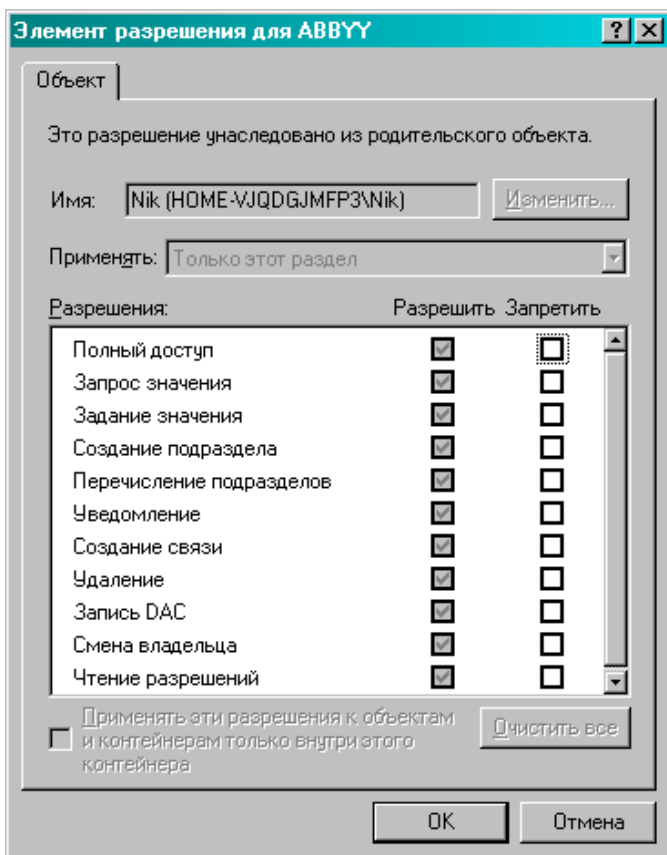 Элемент разрешения для ABBYY
Объект
Это разрешение унаследовано из родительского объекта.
Имя: Nik (HOME-VJQDGJMFP3\Nik) Изменить...
Применять: Только этот раздел
Разрешения: Разрешить Запретить
Полный доступ
Запрос значения
Задание значения
Создание подраздела
Перечисление подразделов
Уведомление
Создание связи
Удаление
Запись DAC
Смена владельца
Чтение разрешений
Применять эти разрешения к объектам
и контейнерам только внутри этого
контейнера
Очистить все
OK Отмена